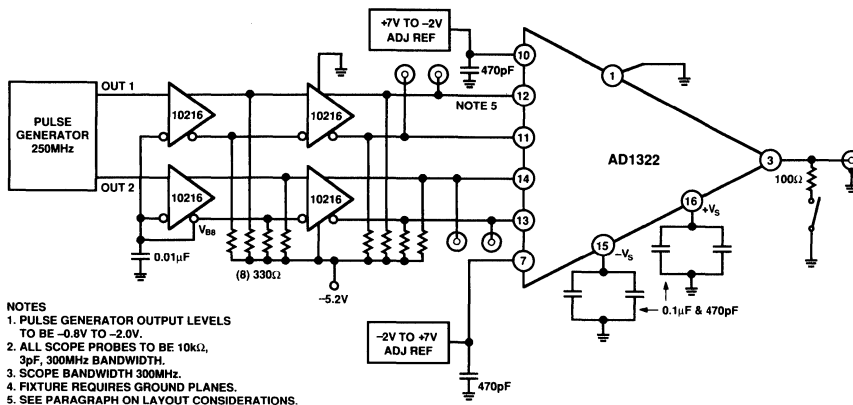 +7V TO –2V
ADJ REF
470pF
10
1
OUT 1
12
NOTE 5
10216
10216
PULSE
GENERATOR
250MHz
11
AD1322
3
100Ω
14
OUT 2
10216
10216
16
+VS
13
VBB
15
–VS
7
0.01µF
(8) 330Ω
–5.2V
0.1µF & 470pF
–2V TO +7V
ADJ REF
470pF
NOTES
1. PULSE GENERATOR OUTPUT LEVELS
TO BE –0.8V TO –2.0V.
2. ALL SCOPE PROBES TO BE 10kΩ,
3pF, 300MHz BANDWIDTH.
3. SCOPE BANDWIDTH 300MHz.
4. FIXTURE REQUIRES GROUND PLANES.
5. SEE PARAGRAPH ON LAYOUT CONSIDERATIONS.